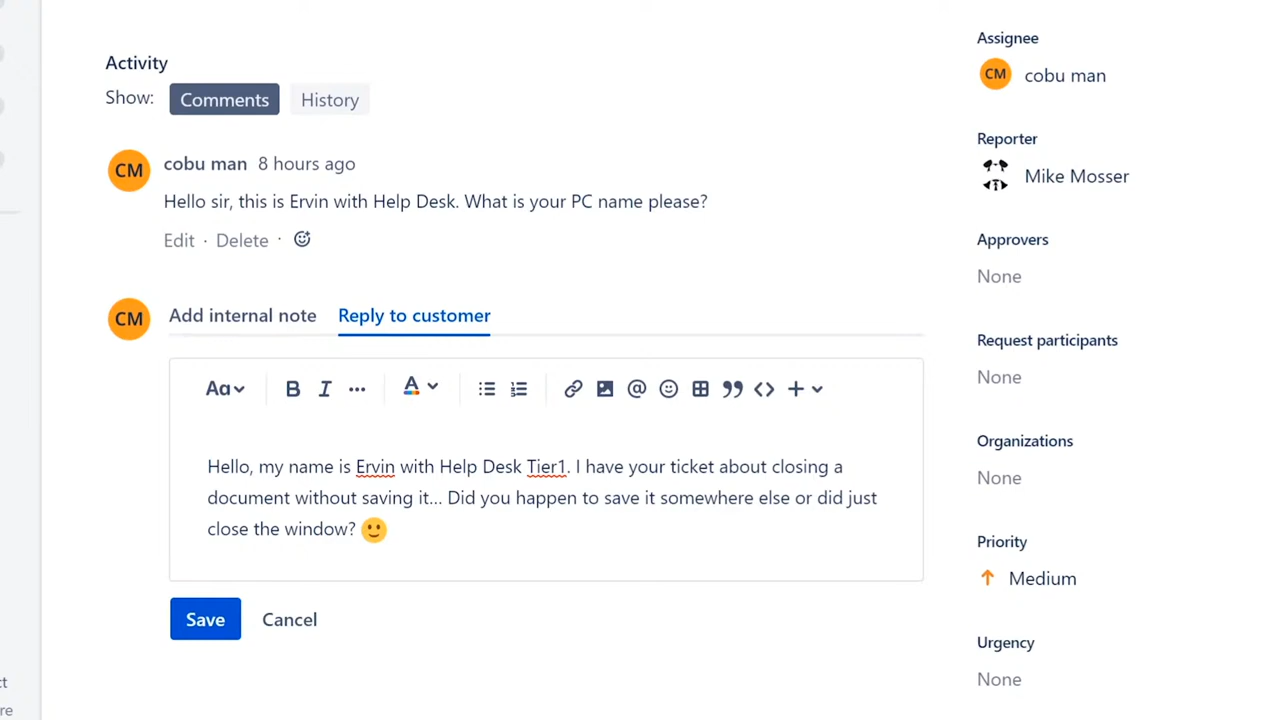 Activity
Show: Comments History
CM cobu man 8 hours ago
Hello sir, this is Ervin with Help Desk. What is your PC name please?
Edit · Delete ·
CM Add internal note Reply to customer
Aa B I ... A @ +
Hello, my name is Ervin with Help Desk Tier1. I have your ticket about closing a
document without saving it... Did you happen to save it somewhere else or did just
close the window?
Save Cancel
Assignee
CM cobu man
Reporter
Mike Mosser
Approvers
None
Request participants
None
Organizations
None
Priority
Medium
Urgency
None
ct
re